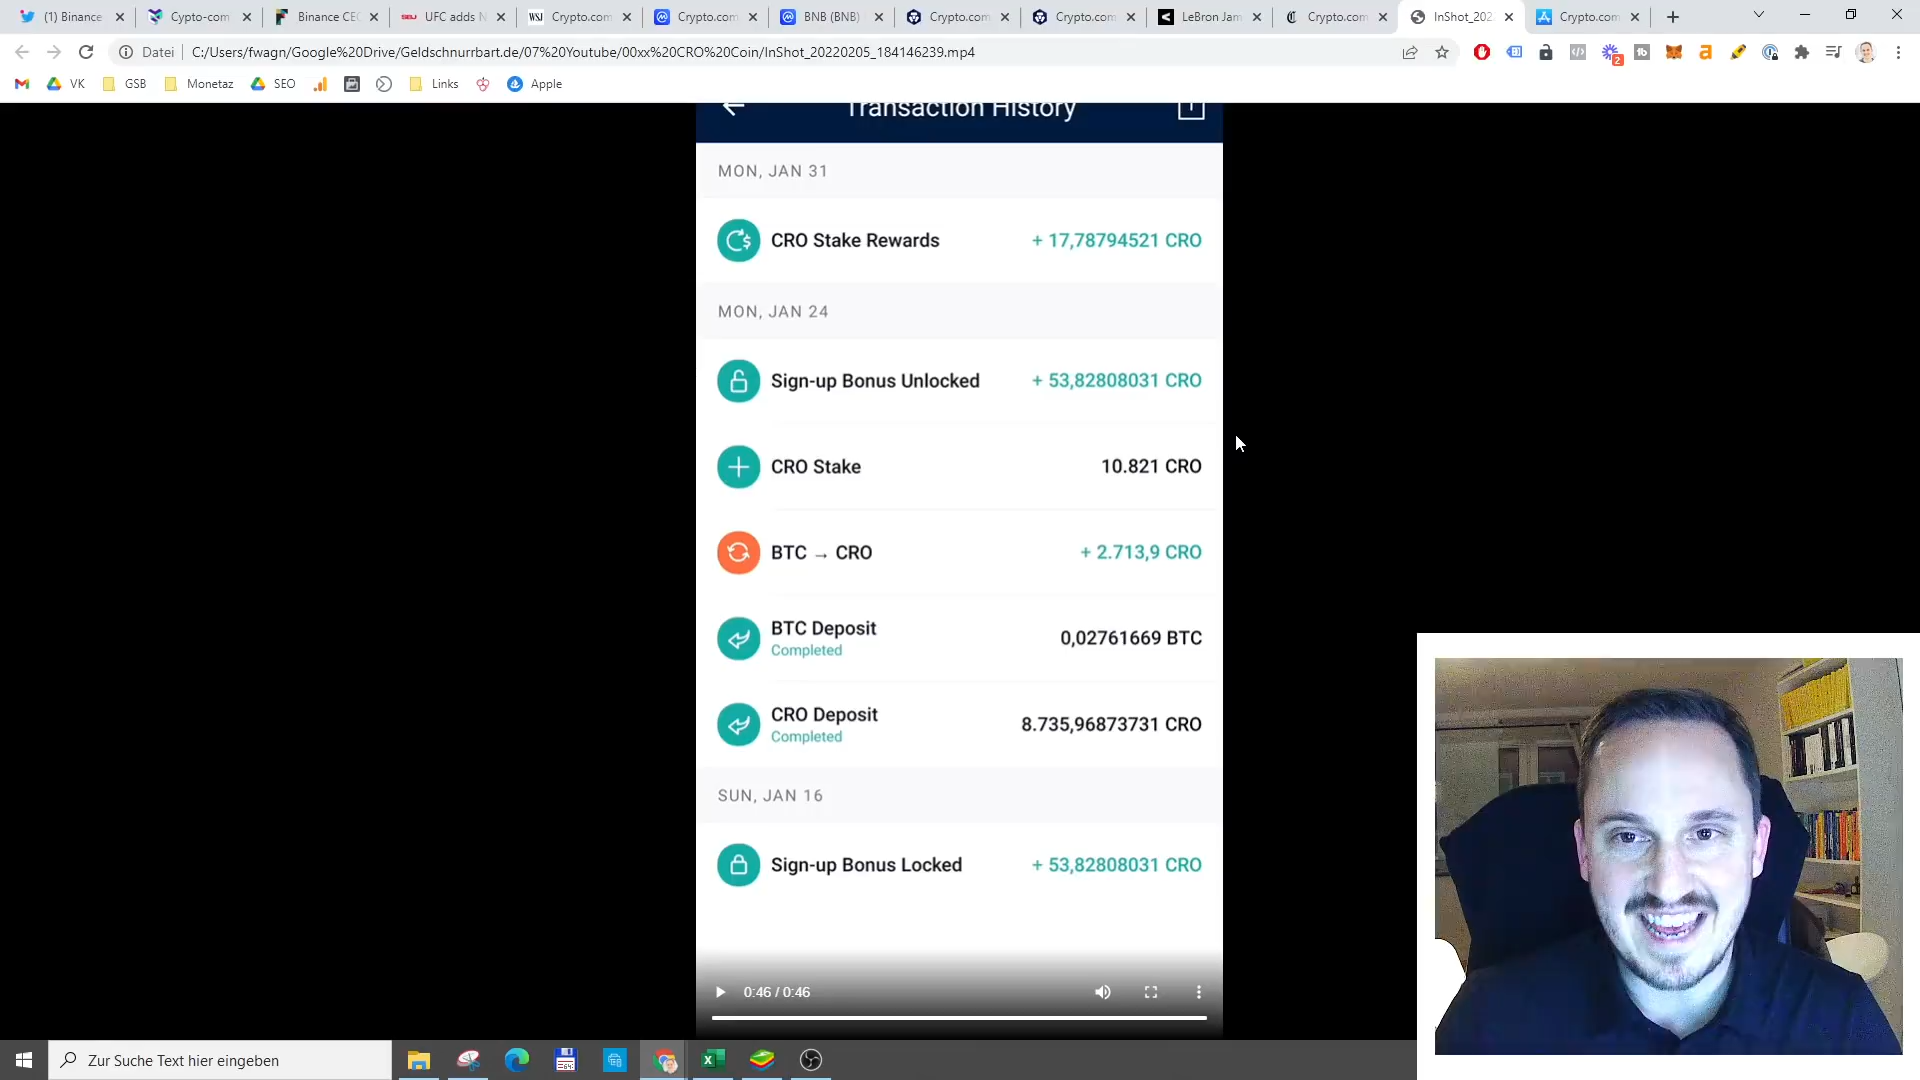 (1) Binance
Cypto-com
Binance CEO
UFC adds N
Crypto.com
Crypto.com
BNB (BNB)
Crypto.com
Crypto.com
LeBron Jam
Crypto.com
InShot_202
Crypto.com
Datei
C:/Users/fwagn/Google%20Drive/Geldschnurrbart.de/07%20Youtube/00xx%20CRO%20Coin/InShot_20220205_184146239.mp4
VK
GSB
Monetaz
SEO
Links
Apple
Transaction History
MON, JAN 31
CRO Stake Rewards + 17,78794521 CRO
MON, JAN 24
Sign-up Bonus Unlocked + 53,82808031 CRO
CRO Stake 10.821 CRO
BTC → CRO + 2.713,9 CRO
BTC Deposit 0,02761669 BTC
Completed
CRO Deposit 8.735,96873731 CRO
Completed
SUN, JAN 16
Sign-up Bonus Locked + 53,82808031 CRO
0:46 / 0:46
Zur Suche Text hier eingeben